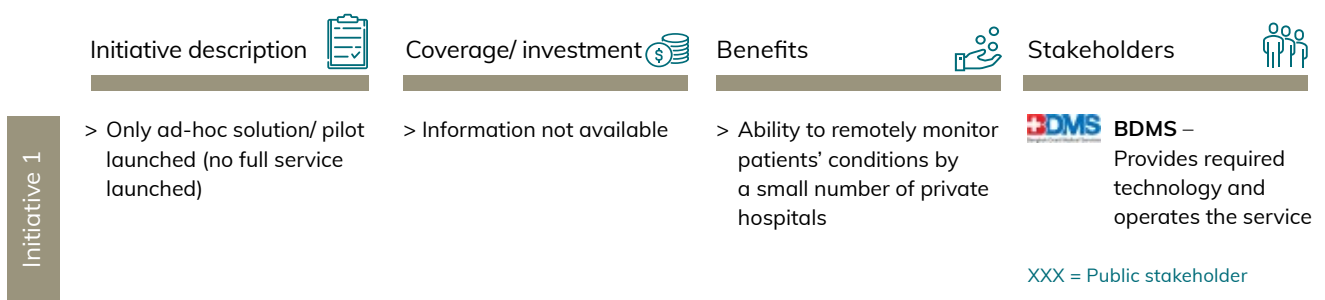 Initiative description
Coverage/ investment
Benefits
Stakeholders
Initiative 1
> Only ad-hoc solution/ pilot
launched (no full service
launched)
> Information not available
> Ability to remotely monitor
patients’ conditions by
a small number of private
hospitals
BDMS
BDMS –
Provides required
technology and
operates the service
XXX = Public stakeholder